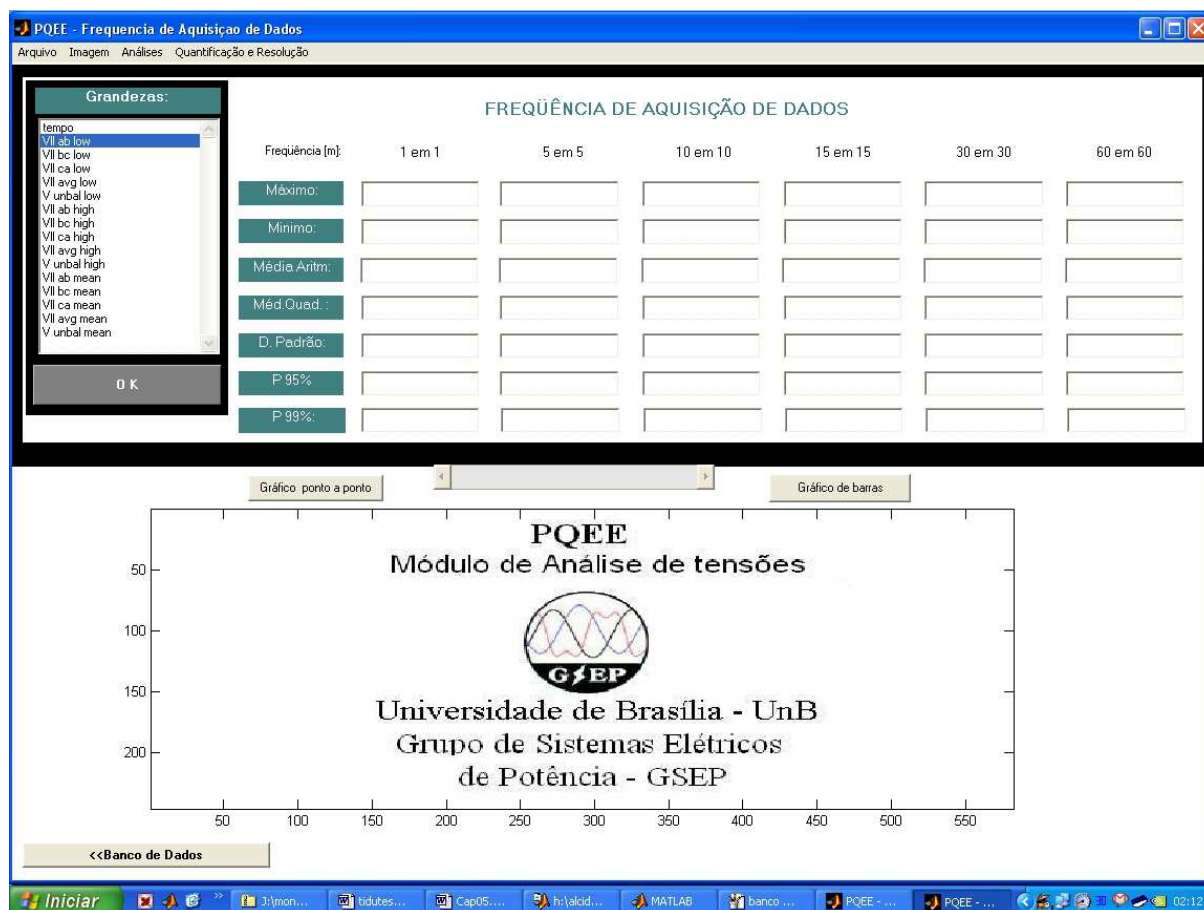 PQEE - Frequencia de Aquisiçao de Dados
Arquivo Imagem Análises Quantificação e Resolução
Grandezas:
tempo
Vll ab low
Vll bc low
Vll ca low
Vll avg low
V unbal low
Vll ab high
Vll bc high
Vll ca high
Vll avg high
V unbal high
Vll ab mean
Vll bc mean
Vll ca mean
Vll avg mean
V unbal mean
O K
FREQÜÊNCIA DE AQUISIÇÃO DE DADOS
Freqüência [m]: 1 em 1 5 em 5 10 em 10 15 em 15 30 em 30 60 em 60
Máximo:
Minimo:
Média Aritm:
Méd.Quad. :
D. Padrão:
P 95%
P 99%:
Gráfico ponto a ponto
Gráfico de barras
PQEE
Módulo de Análise de tensões
GSEP
Universidade de Brasília - UnB
Grupo de Sistemas Elétricos
de Potência - GSEP
50
100
150
200
50 100 150 200 250 300 350 400 450 500 550
<<Banco de Dados
Iniciar » J:\mon... tidutes... Cap05.... h:\alcid... MATLAB banco ... PQEE - ... PQEE - ... 02:12